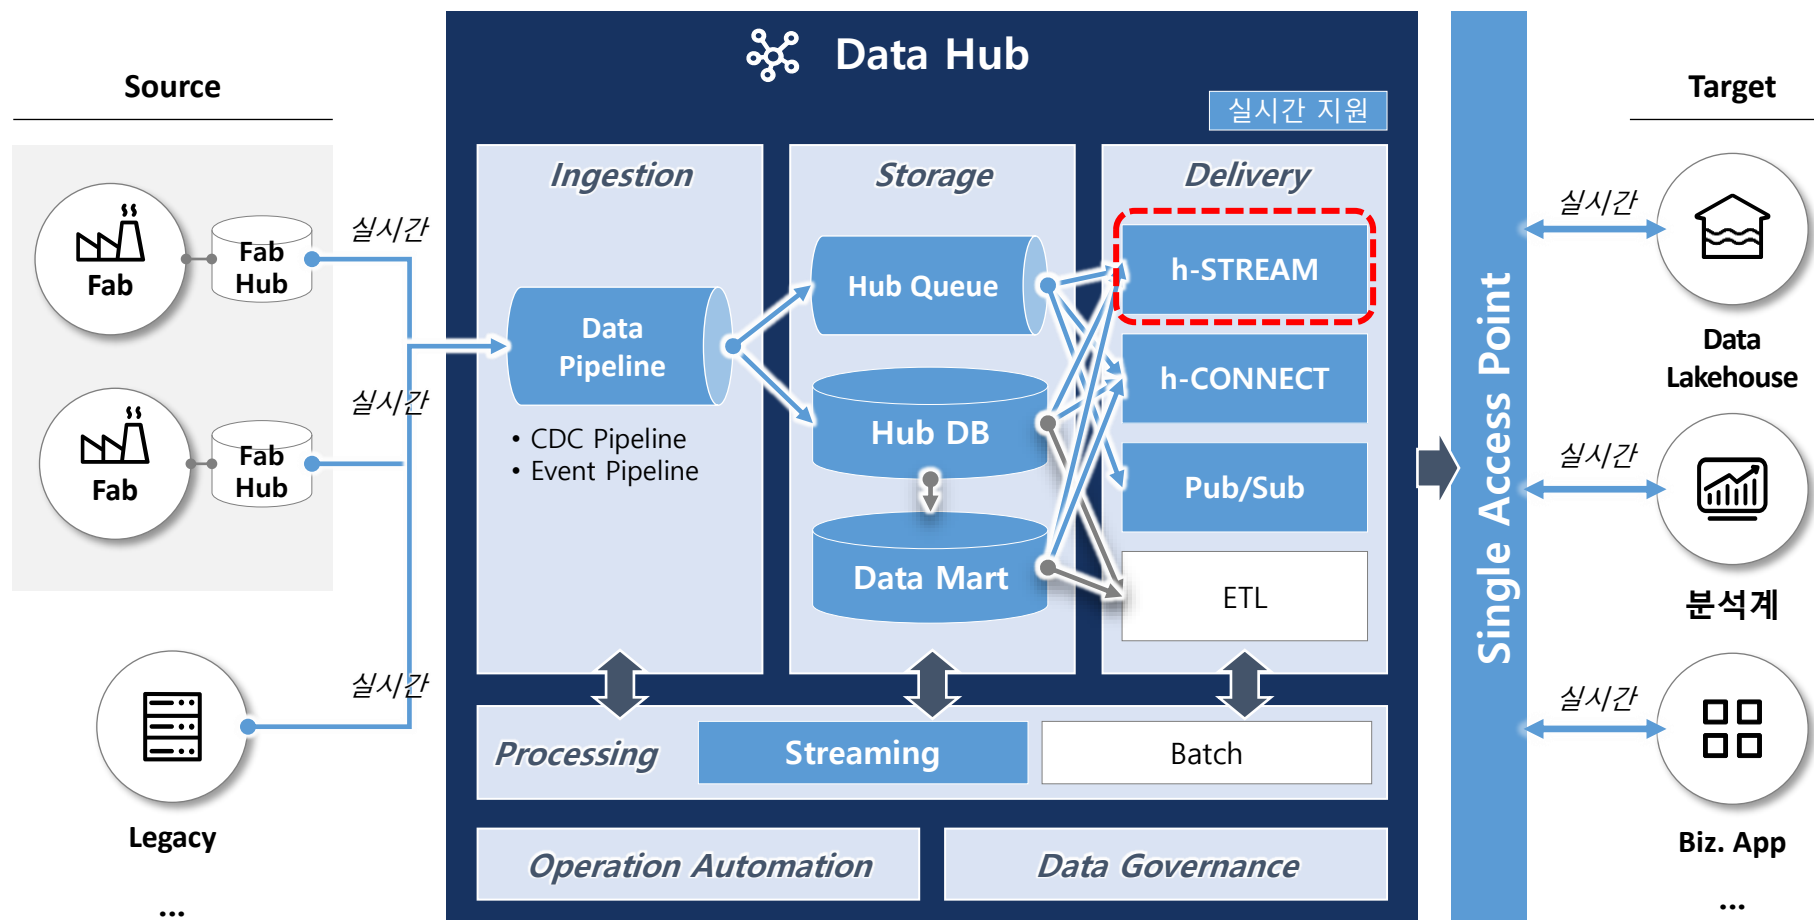 Data Hub
Source
Target
실시간 지원
Ingestion
Storage
Delivery
Fab
Fab
Hub
실시간
Fab
Fab
Hub
실시간
Legacy
실시간
...
Data
Pipeline
• CDC Pipeline
• Event Pipeline
Hub Queue
Hub DB
Data Mart
h-STREAM
h-CONNECT
Pub/Sub
ETL
Processing
Streaming
Batch
Operation Automation
Data Governance
Single Access Point
실시간
Data
Lakehouse
실시간
분석계
실시간
Biz. App
...